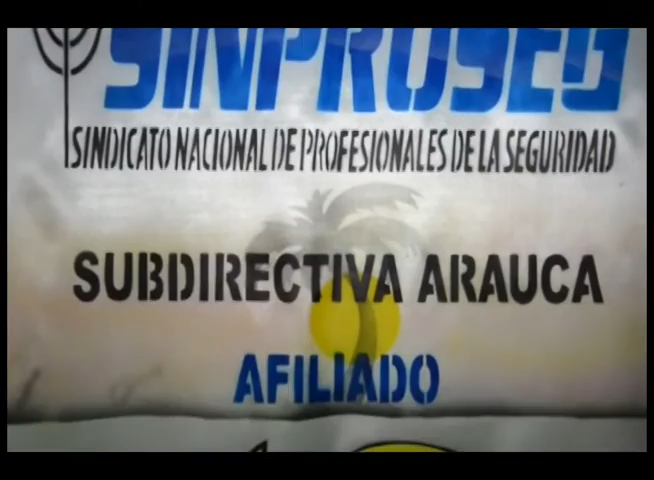 SINPROSEG
SINDICATO NACIONAL DE PROFESIONALES DE LA SEGURIDAD
SUBDIRECTIVA ARAUCA
AFILIADO